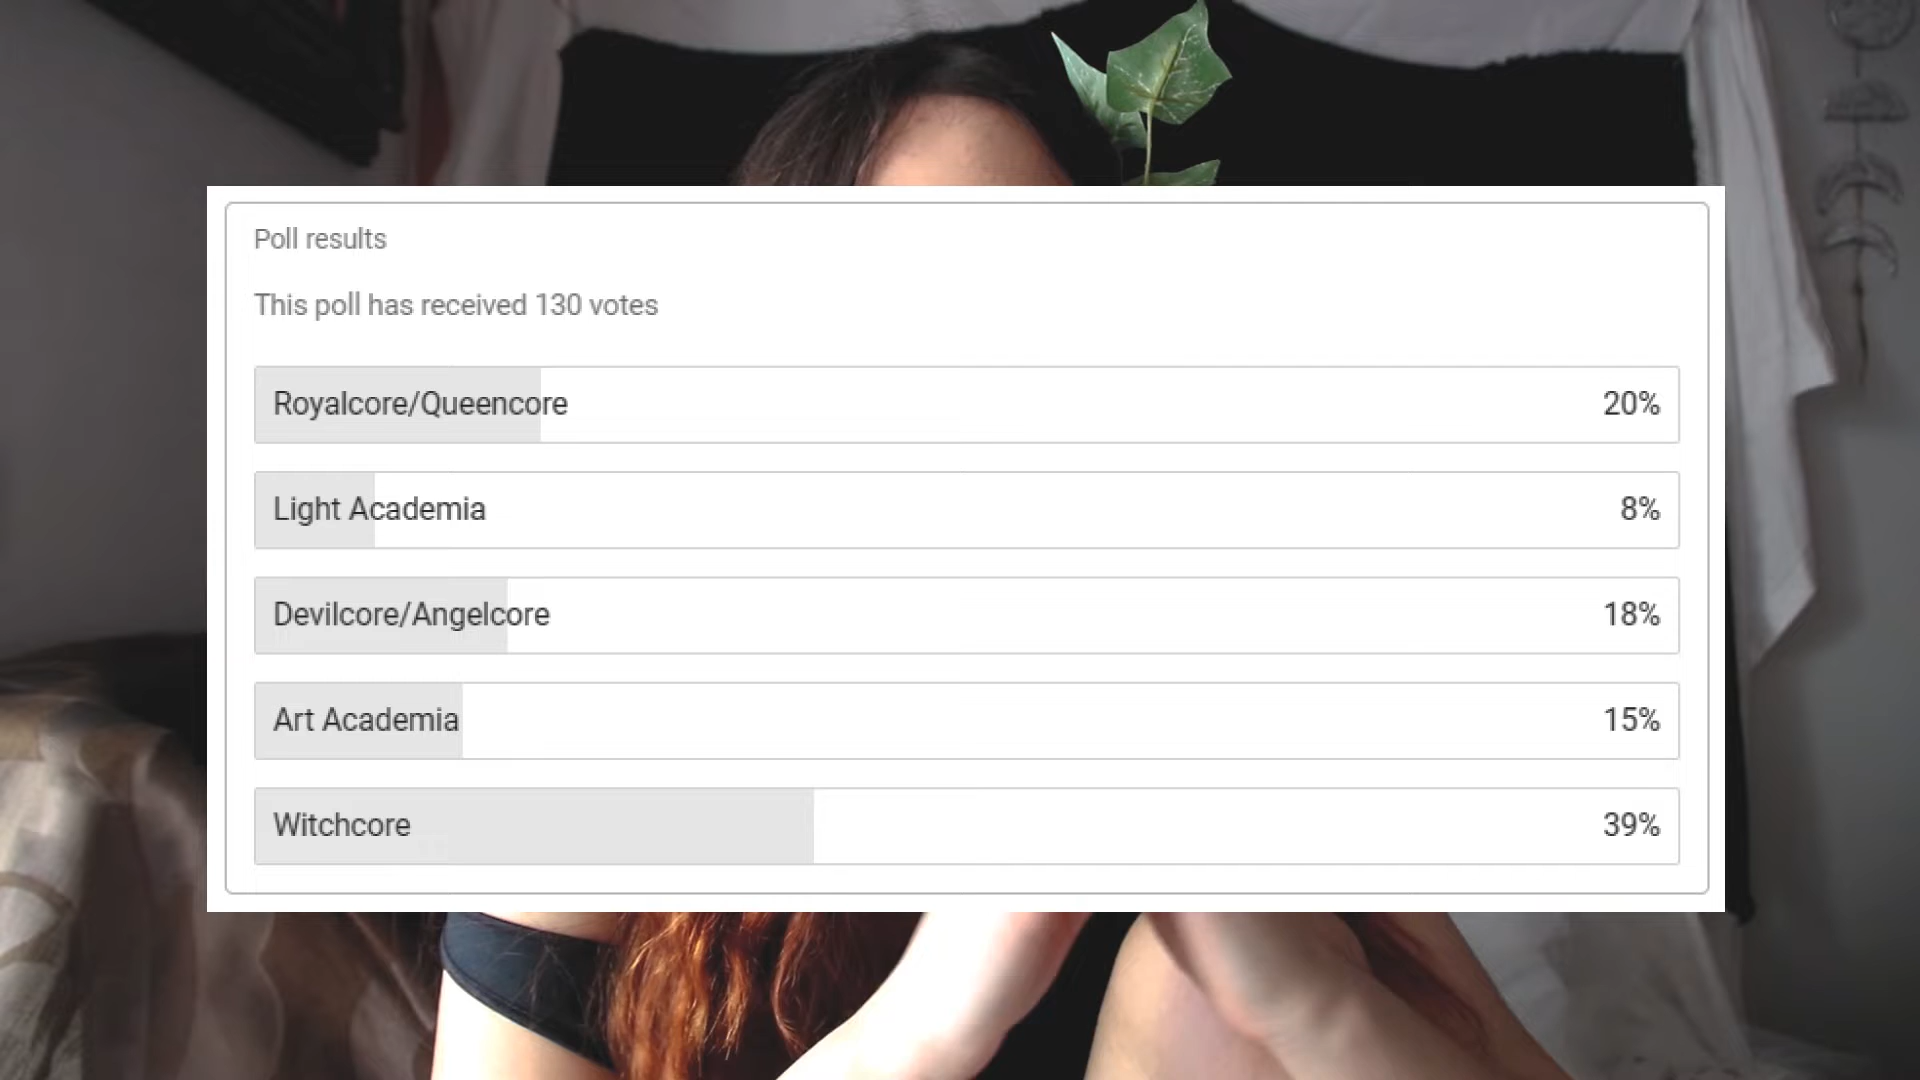 Poll results
This poll has received 130 votes
Royalcore/Queencore 20%
Light Academia 8%
Devilcore/Angelcore 18%
Art Academia 15%
Witchcore 39%